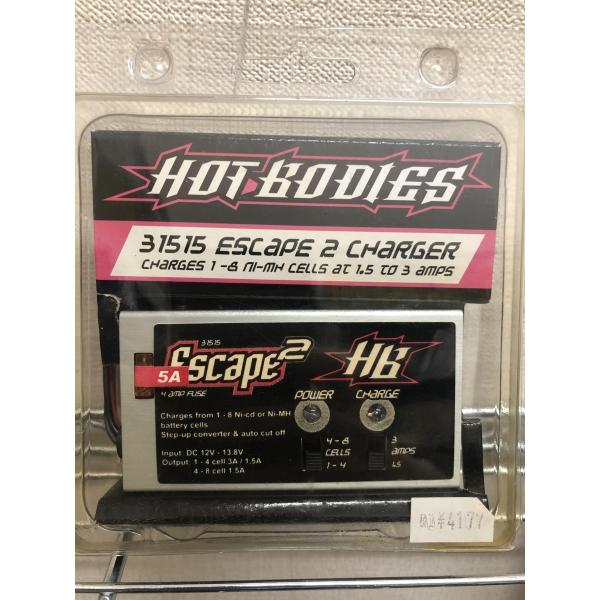 HOT BODIES
31515 ESCAPE 2 CHARGER
CHARGES 1-8 NI-MH CELLS AT 1.5 TO 3 AMPS
31515
Escape2 HB
5A
4 AMP FUSE
POWER CHARGE
Charges from 1 - 8 Ni-cd or Ni-MH
battery cells
Step-up converter & auto cut off
Input: DC 12V - 13.8V
Output: 1 - 4 cell 3A / 1.5A
4 - 8 cell 1.5A
4-8 3
CELLS AMPS
1-4 1.5
税込¥4177